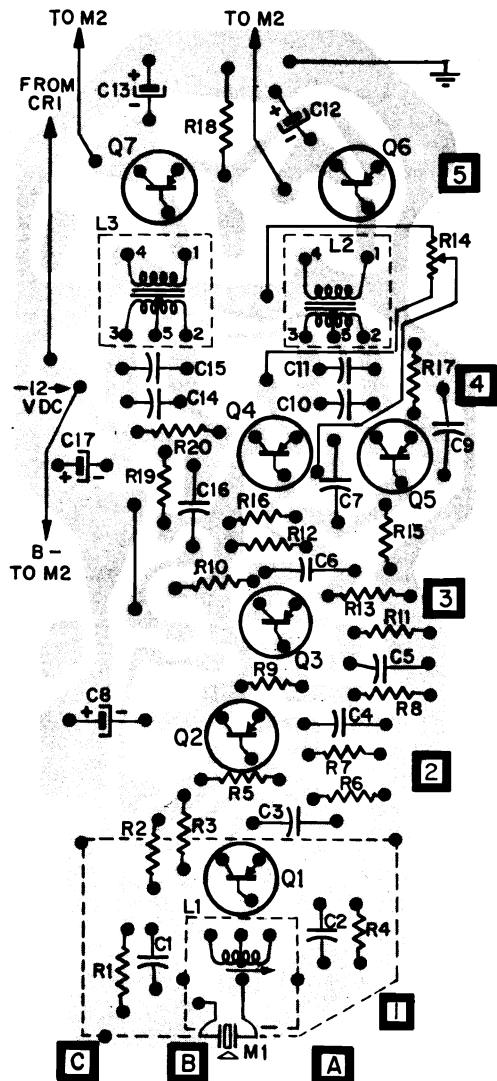 TO M2
TO M2
FROM
CR1
C13
+
-
R18
+
-
C12
Q7
Q6
5
L3
4
1
L2
4
1
R14
3
5
2
3
5
2
C15
C11
R17
4
-12
VDC
C14
C10
Q4
C9
R20
C17
+
-
R19
C16
C7
Q5
R16
R15
B-
TO M2
R12
C6
R10
R13
3
R11
Q3
C5
R9
R8
C8
+
-
C4
Q2
R7
2
R5
R6
C3
R2
R3
Q1
L1
C2
R4
R1
C1
1
M1
-
C
B
A